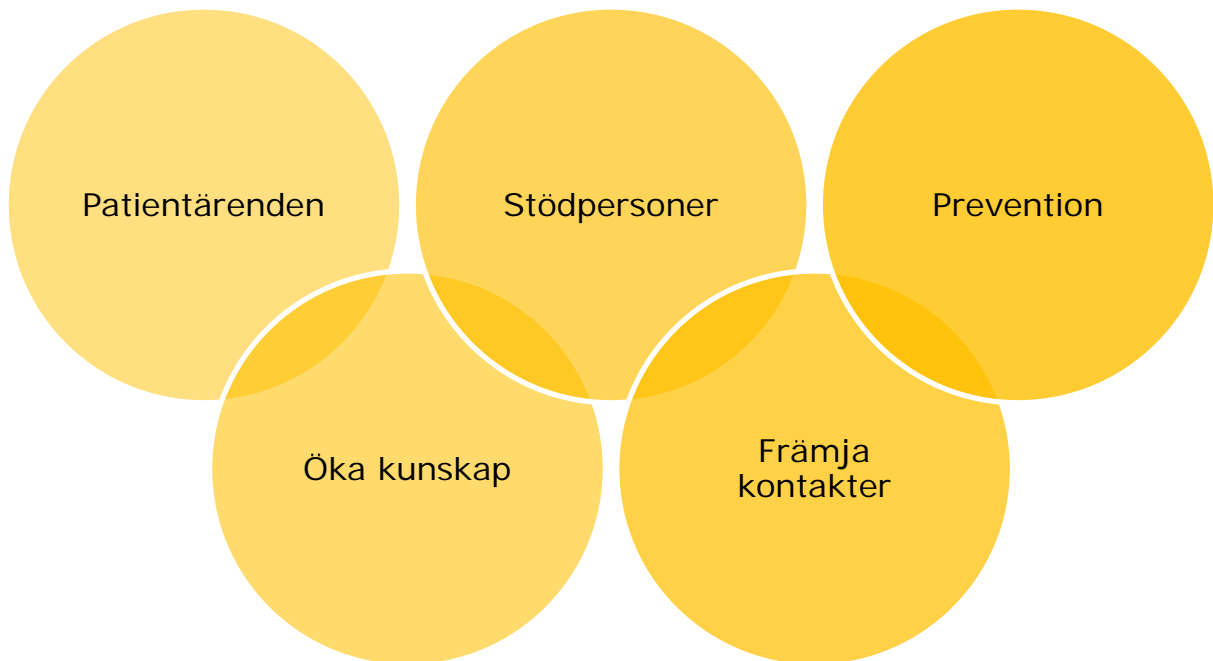 Patientärenden
Stödpersoner
Prevention
Öka kunskap
Främja
kontakter